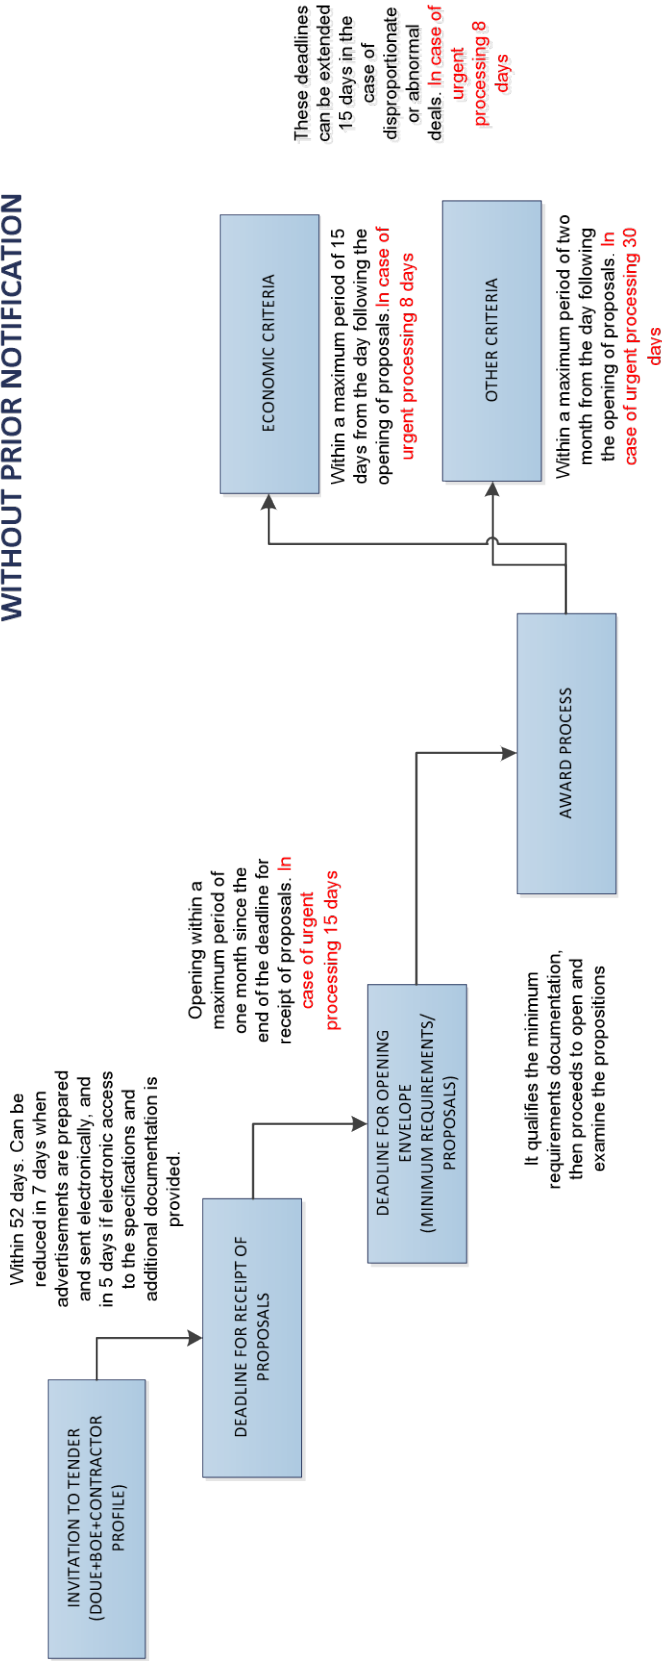 WITHOUT PRIOR NOTIFICATION
INVITATION TO TENDER
(DOUE+BOE+CONTRACTOR
PROFILE)
Within 52 days. Can be
reduced in 7 days when
advertisements are prepared
and sent electronically, and
in 5 days if electronic access
to the specifications and
additional documentation is
provided.
DEADLINE FOR RECEIPT OF
PROPOSALS
Opening within a
maximum period of
one month since the
end of the deadline for
receipt of proposals. In
case of urgent
processing 15 days
DEADLINE FOR OPENING
ENVELOPE
(MINIMUM REQUIREMENTS/
PROPOSALS)
It qualifies the minimum
requirements documentation,
then proceeds to open and
examine the propositions
AWARD PROCESS
ECONOMIC CRITERIA
Within a maximum period of 15
days from the day following the
opening of proposals.In case of
urgent processing 8 days
OTHER CRITERIA
Within a maximum period of two
month from the day following
the opening of proposals. In
case of urgent processing 30
days
These deadlines
can be extended
15 days in the
case of
disproportionate
or abnormal
deals. In case of
urgent
processing 8
days